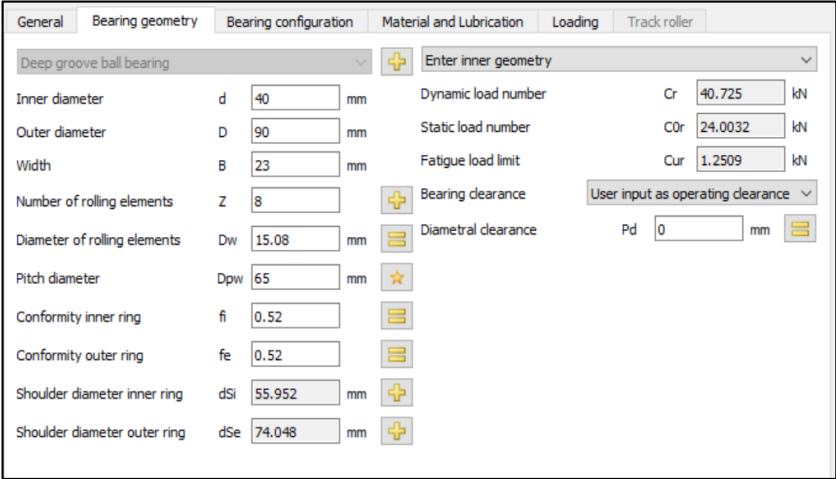 General Bearing geometry Bearing configuration Material and Lubrication Loading Track roller
Deep groove ball bearing
Inner diameter d 40 mm
Outer diameter D 90 mm
Width B 23 mm
Number of rolling elements Z 8
Diameter of rolling elements Dw 15.08 mm
Pitch diameter Dpw 65 mm
Conformity inner ring fi 0.52
Conformity outer ring fe 0.52
Shoulder diameter inner ring dSi 55.952 mm
Shoulder diameter outer ring dSe 74.048 mm
Enter inner geometry
Dynamic load number Cr 40.725 kN
Static load number C0r 24.0032 kN
Fatigue load limit Cur 1.2509 kN
Bearing clearance User input as operating clearance
Diametral clearance Pd 0 mm